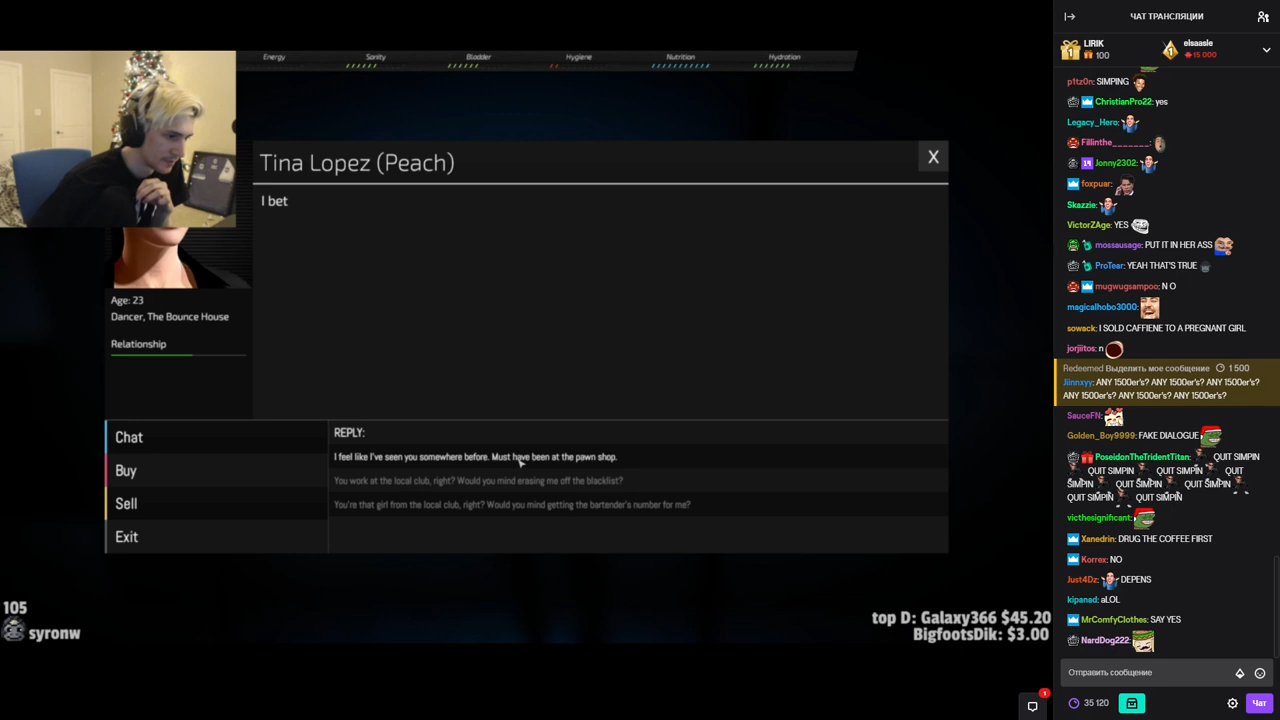 Energy
Sanity
Bladder
Hygiene
Nutrition
Hydration
Tina Lopez (Peach)
X
I bet
Age: 23
Dancer, The Bounce House
Relationship
Chat
Buy
Sell
Exit
REPLY:
I feel like I've seen you somewhere before. Must have been at the pawn shop.
You work at the local club, right? Would you mind erasing me off the blacklist?
You're that girl from the local club, right? Would you mind getting the bartender's number for me?
105
syronw
top D: Galaxy366 $45.20
BigfootsDik: $3.00
ЧАТ ТРАНСЛЯЦИИ
LIRIK
100
elsaasle
15 000
p1tz0n: SIMPING
ChristianPro22: yes
Legacy_Hero:
Fillinthe_______:
Jonny2302:
foxpuar:
Skazzie:
VictorZAge: YES
mossausage: PUT IT IN HER ASS
ProTear: YEAH THAT'S TRUE
mugwugsampoo: N O
magicalhobo3000:
sowack: I SOLD CAFFIENE TO A PREGNANT GIRL
jorjiitos: n
Redeemed Выделить мое сообщение 1 500
Jiinnxyy: ANY 1500er's? ANY 1500er's? ANY 1500er's?
ANY 1500er's? ANY 1500er's? ANY 1500er's?
SauceFN:
Golden_Boy9999: FAKE DIALOGUE
PoseidonTheTridentTitan: QUIT SIMPIN
QUIT SIMPIN QUIT SIMPIN QUIT
SIMPIN QUIT SIMPIN QUIT SIMPIN
QUIT SIMPIN QUIT SIMPIN
victhesignificant:
Xanedrin: DRUG THE COFFEE FIRST
Korrex: NO
Just4Dz: DEPENS
kipanad: aLOL
MrComfyClothes: SAY YES
NardDog222:
Отправить сообщение
35 120
1
Чат